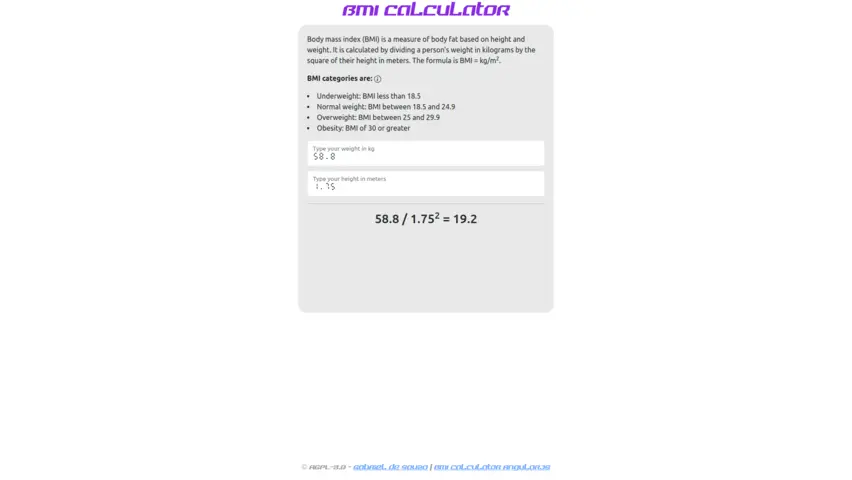 BMI CALCULATOR
Body mass index (BMI) is a measure of body fat based on height and
weight. It is calculated by dividing a person's weight in kilograms by the
square of their height in meters. The formula is BMI = kg/m².
BMI categories are:
• Underweight: BMI less than 18.5
• Normal weight: BMI between 18.5 and 24.9
• Overweight: BMI between 25 and 29.9
• Obesity: BMI of 30 or greater
Type your weight in kg
58.8
Type your height in meters
1.75
58.8 / 1.75² = 19.2
© AGPL-3.0 - Gabriel de Souso | BMI Calculator AngularJS